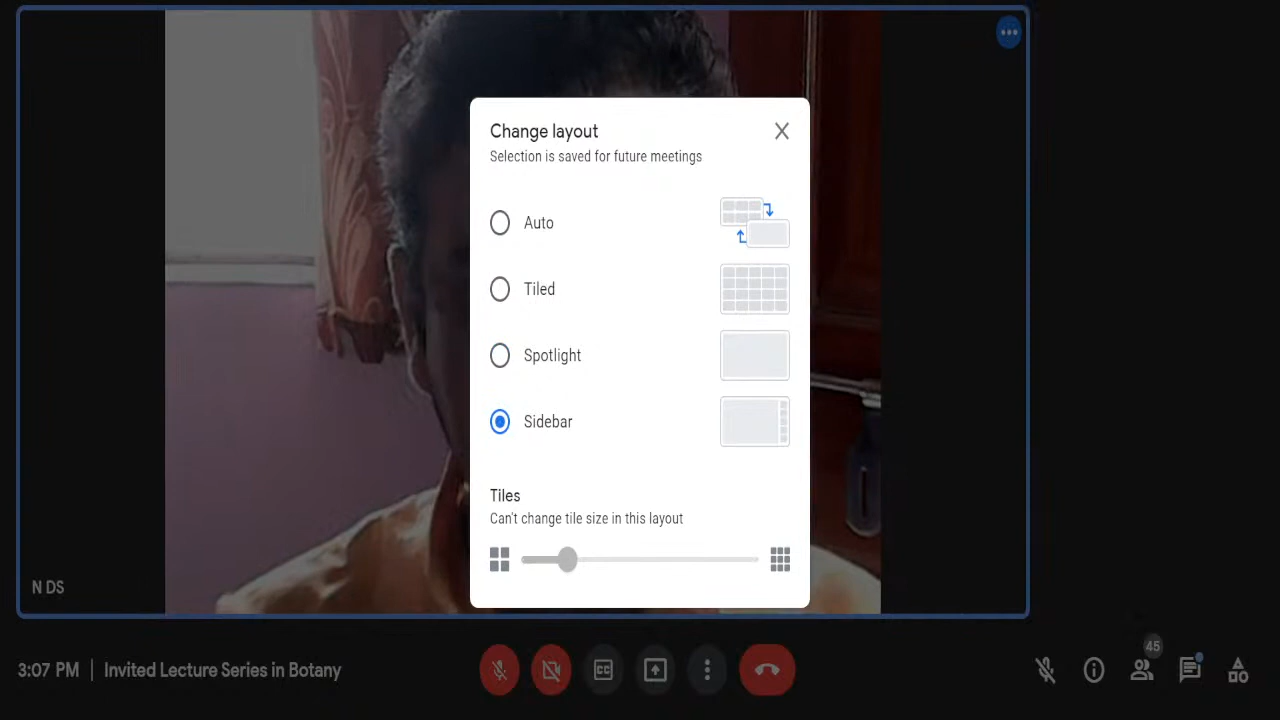 Change layout
Selection is saved for future meetings
Auto
Tiled
Spotlight
Sidebar
Tiles
Can't change tile size in this layout
N DS
3:07 PM | Invited Lecture Series in Botany
CC
45